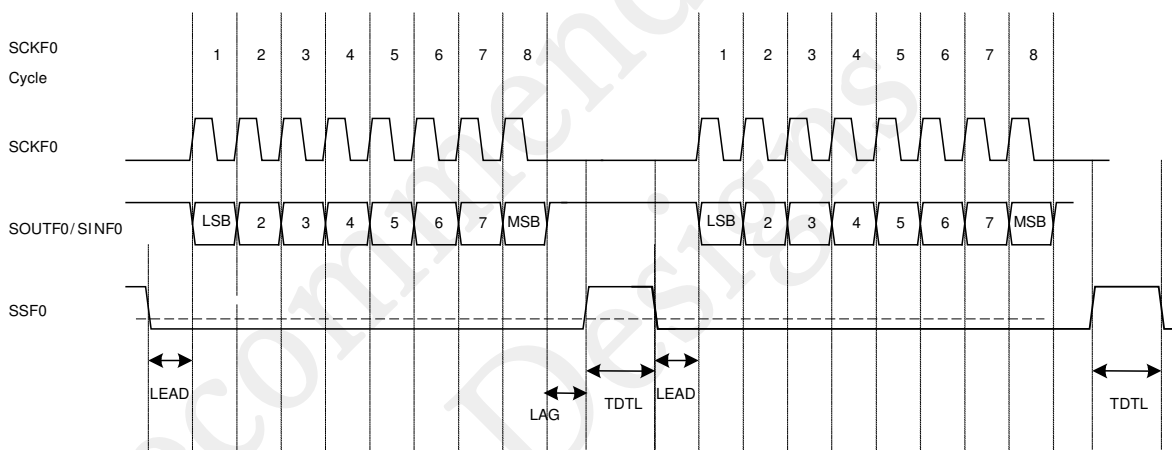 SCKF0
Cycle
1 2 3 4 5 6 7 8 1 2 3 4 5 6 7 8
SCKF0
SOUTF0/SINF0
LSB 2 3 4 5 6 7 MSB LSB 2 3 4 5 6 7 MSB
SSF0
LEAD LAG TDTL LEAD TDTL
Designs